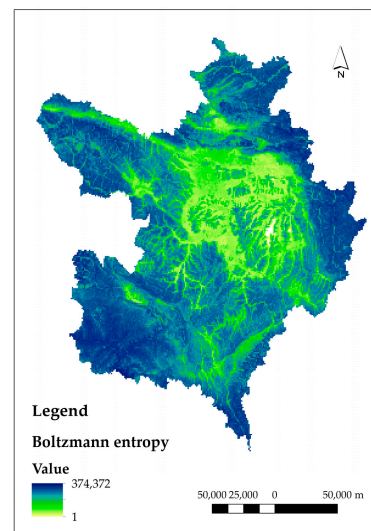 N
Legend
Boltzmann entropy
Value
374,372
1
50,000 25,000 0 50,000 m